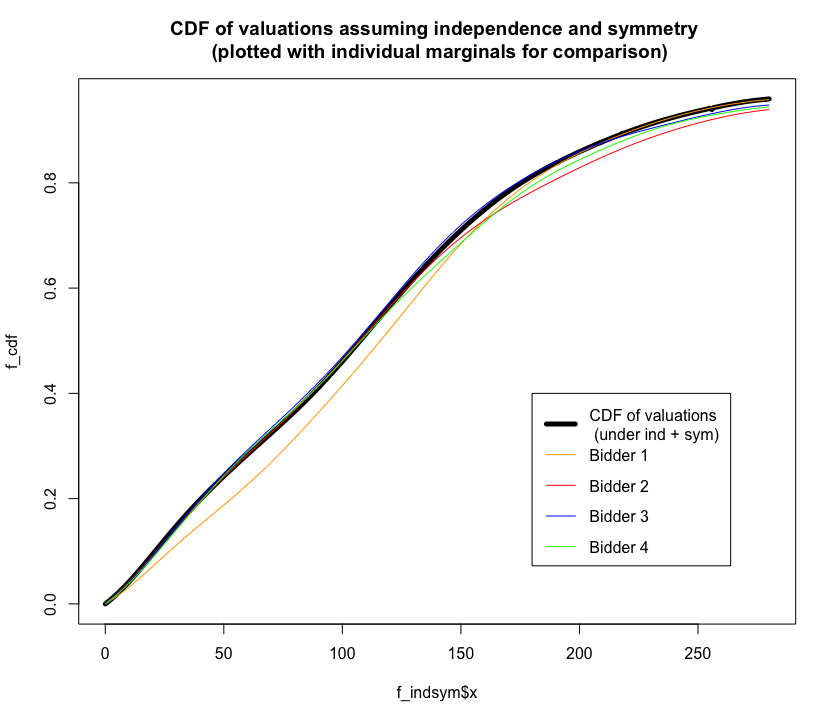 CDF of valuations assuming independence and symmetry
(plotted with individual marginals for comparison)
f_cdf
0.8
0.6
0.4
0.2
0.0
CDF of valuations
(under ind + sym)
Bidder 1
Bidder 2
Bidder 3
Bidder 4
0 50 100 150 200 250
f_indsym$x